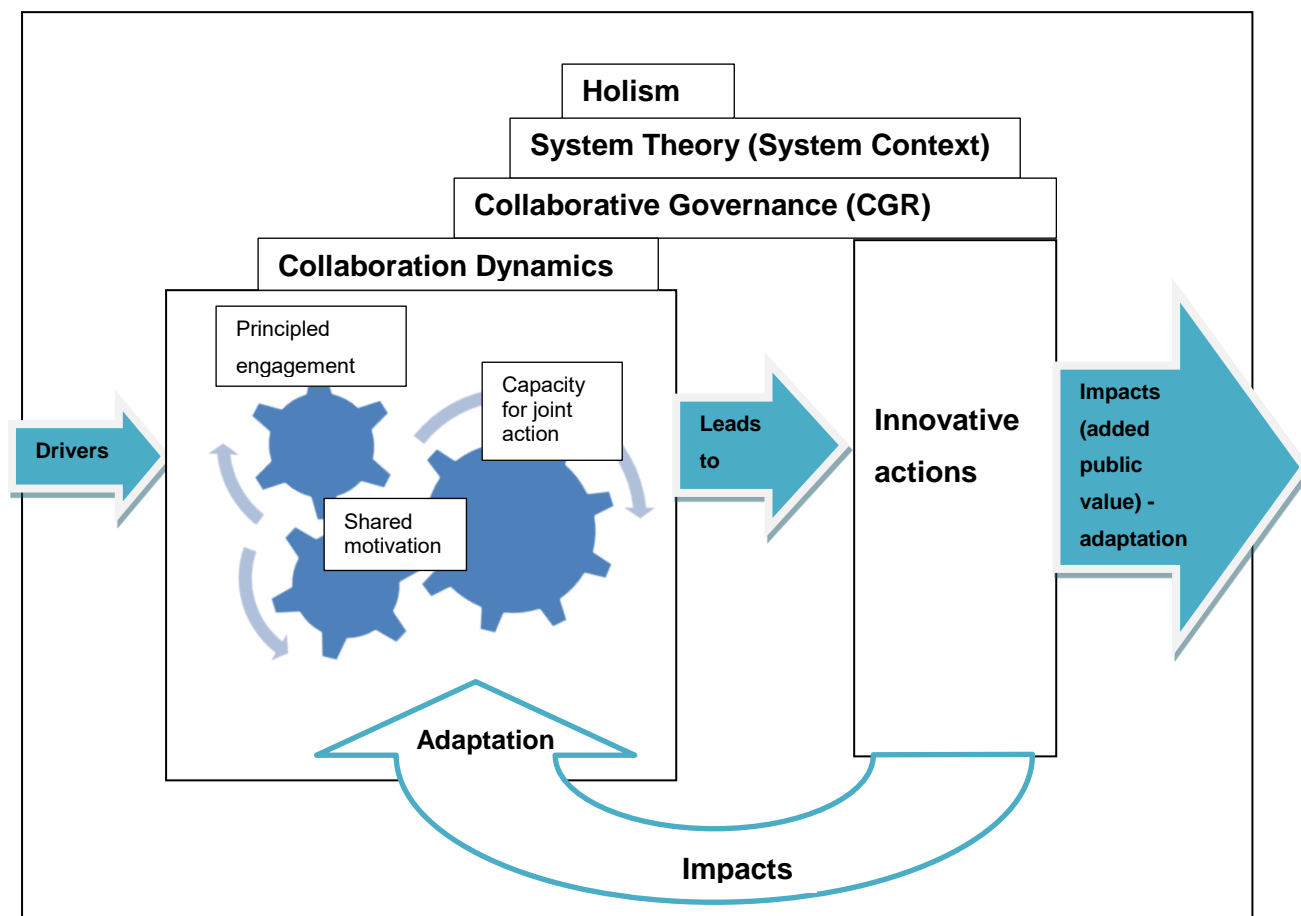 Holism
System Theory (System Context)
Collaborative Governance (CGR)
Collaboration Dynamics
Principled
engagement
Capacity
for joint
action
Shared
motivation
Drivers
Leads
to
Innovative
actions
Impacts
(added
public
value) -
adaptation
Adaptation
Impacts